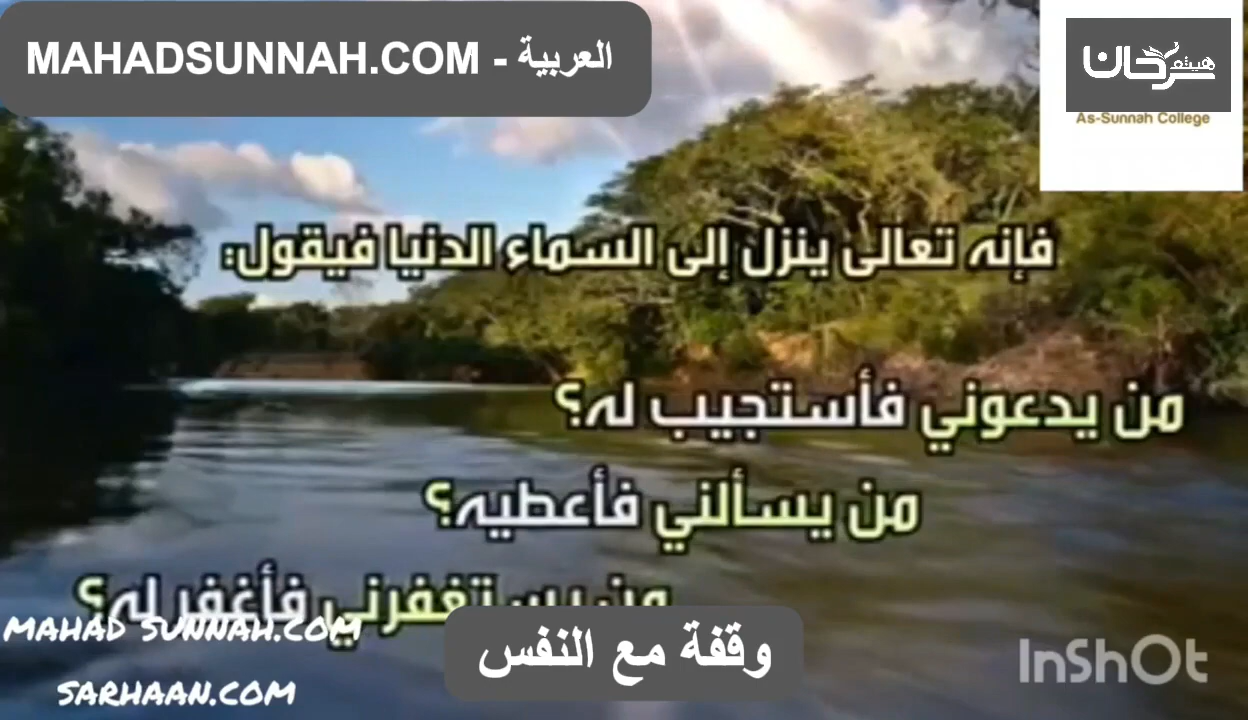 MAHADSUNNAH.COM - العربية
هيثم سرحان
As-Sunnah College
فإنه تعالى ينزل إلى السماء الدنيا فيقول:
من يدعوني فأستجيب له؟
من يسألني فأعطيه؟
من يستغفرني فأغفر له؟
MAHAD SUNNAH.COM
وقفة مع النفس
SARHAAN.COM
InShOt